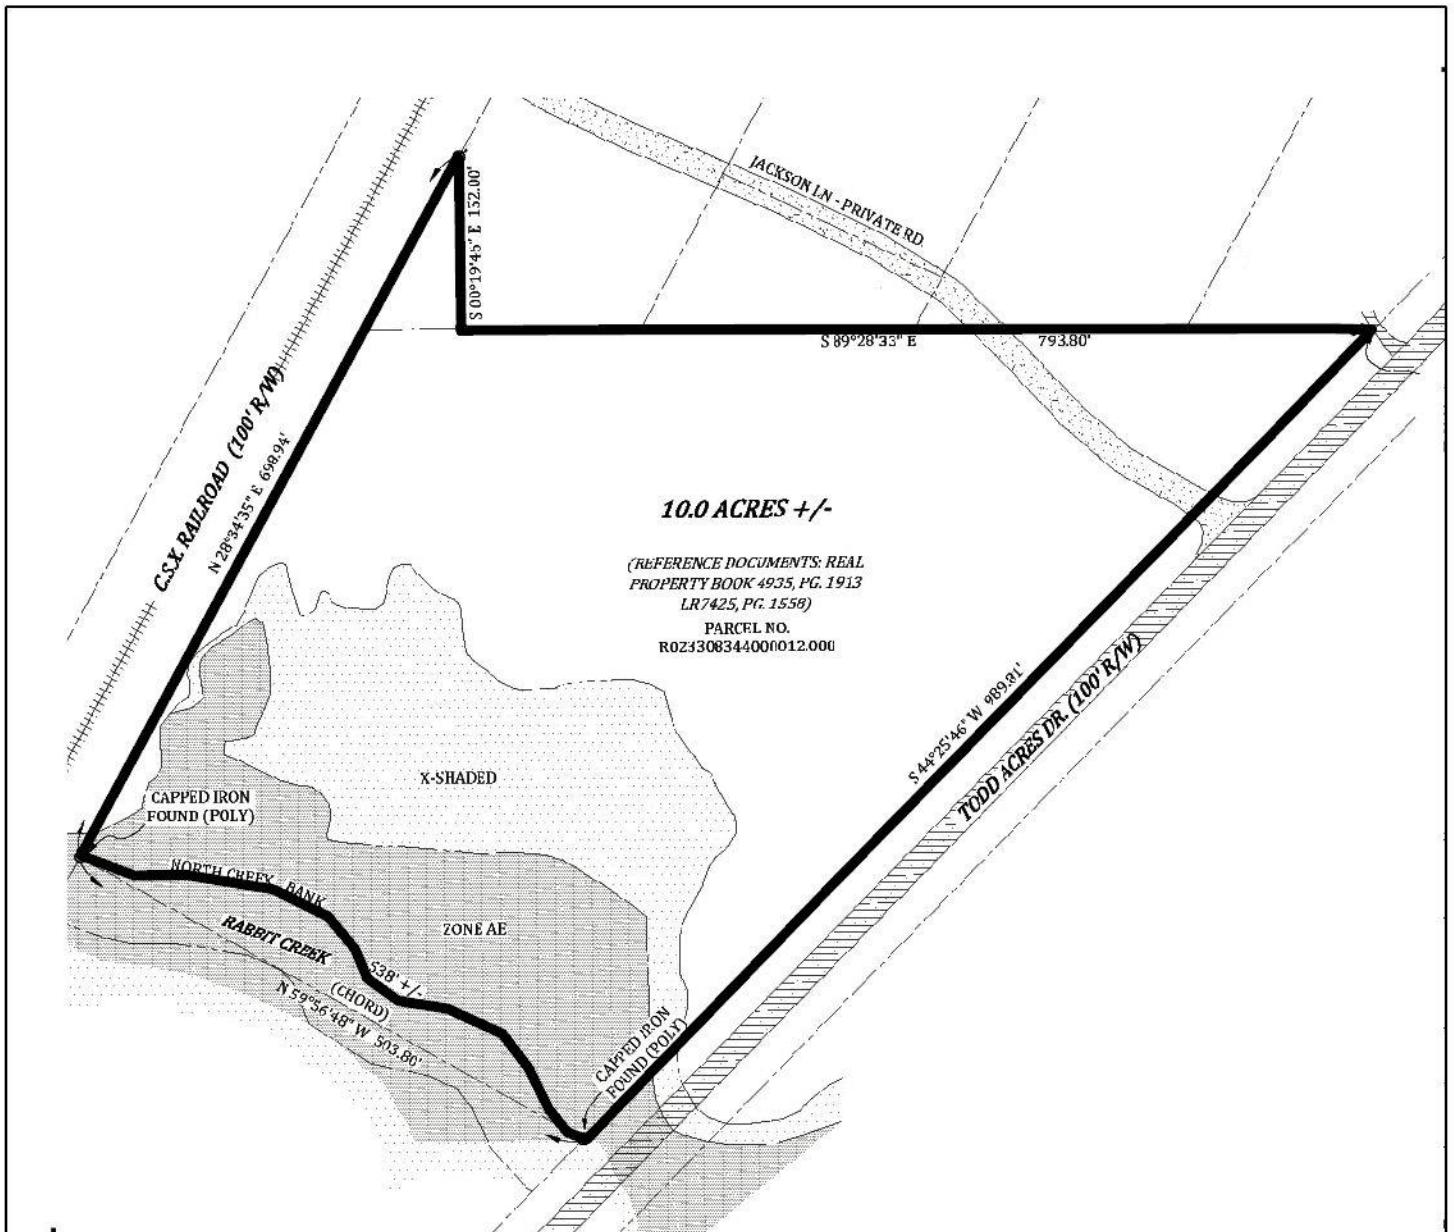 JACKSON LN - PRIVATE RD.
S 00°19'45" E 152.00'
S 89°28'33" E 793.80'
C.S.X. RAILROAD (100' R/W)
N 28°34'35" E 698.94'
10.0 ACRES +/-
(REFERENCE DOCUMENTS: REAL
PROPERTY BOOK 4935, PG. 1913
LR7425, PG. 1558)
PARCEL NO.
R023308344000012.000
S 44°25'46" W 989.81'
TODD ACRES DR. (100' R/W)
X-SHADED
CAPPED IRON
FOUND (POLY)
NORTH CREEK BANK
RABBIT CREEK
ZONE AE
538' +/-
(CHORD)
N 59°56'48" W 503.80'
CAPPED IRON
FOUND (POLY)